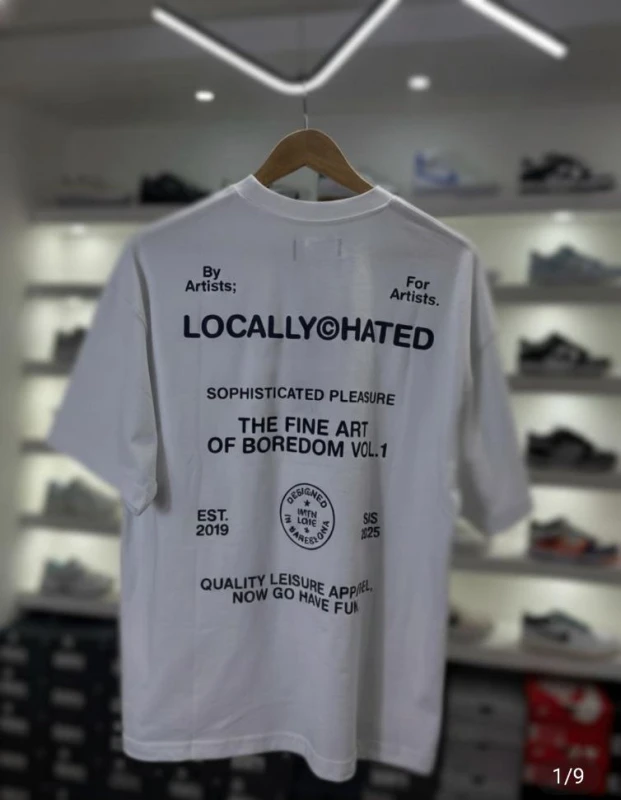 By
Artists;
For
Artists.
LOCALLY©HATED
SOPHISTICATED PLEASURE
THE FINE ART
OF BOREDOM VOL.1
EST.
2019
DESIGNED
WITH
LOVE
IN BARCELONA
S/S
2025
QUALITY LEISURE APPAREL.
NOW GO HAVE FUN.
1/9